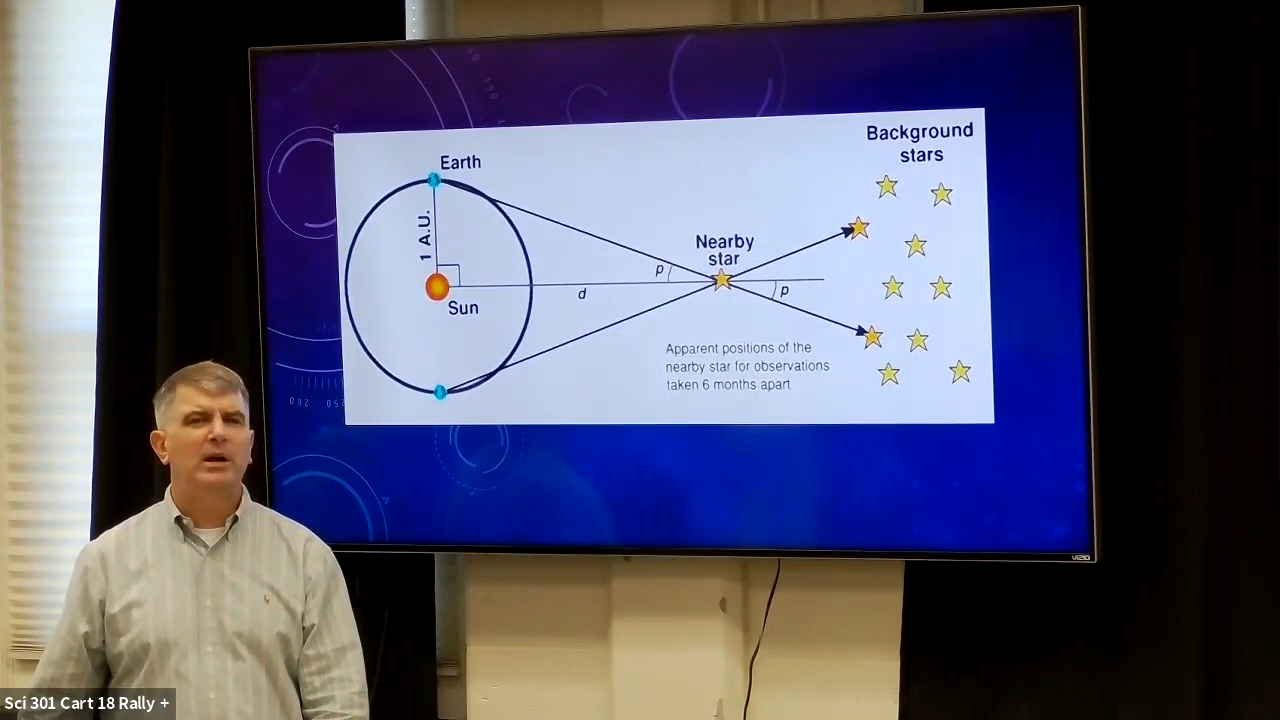 Background
stars
Earth
1 A.U.
Nearby
star
p
p
d
Sun
Apparent positions of the
nearby star for observations
taken 6 months apart
VIZIO
Sci 301 Cart 18 Rally +